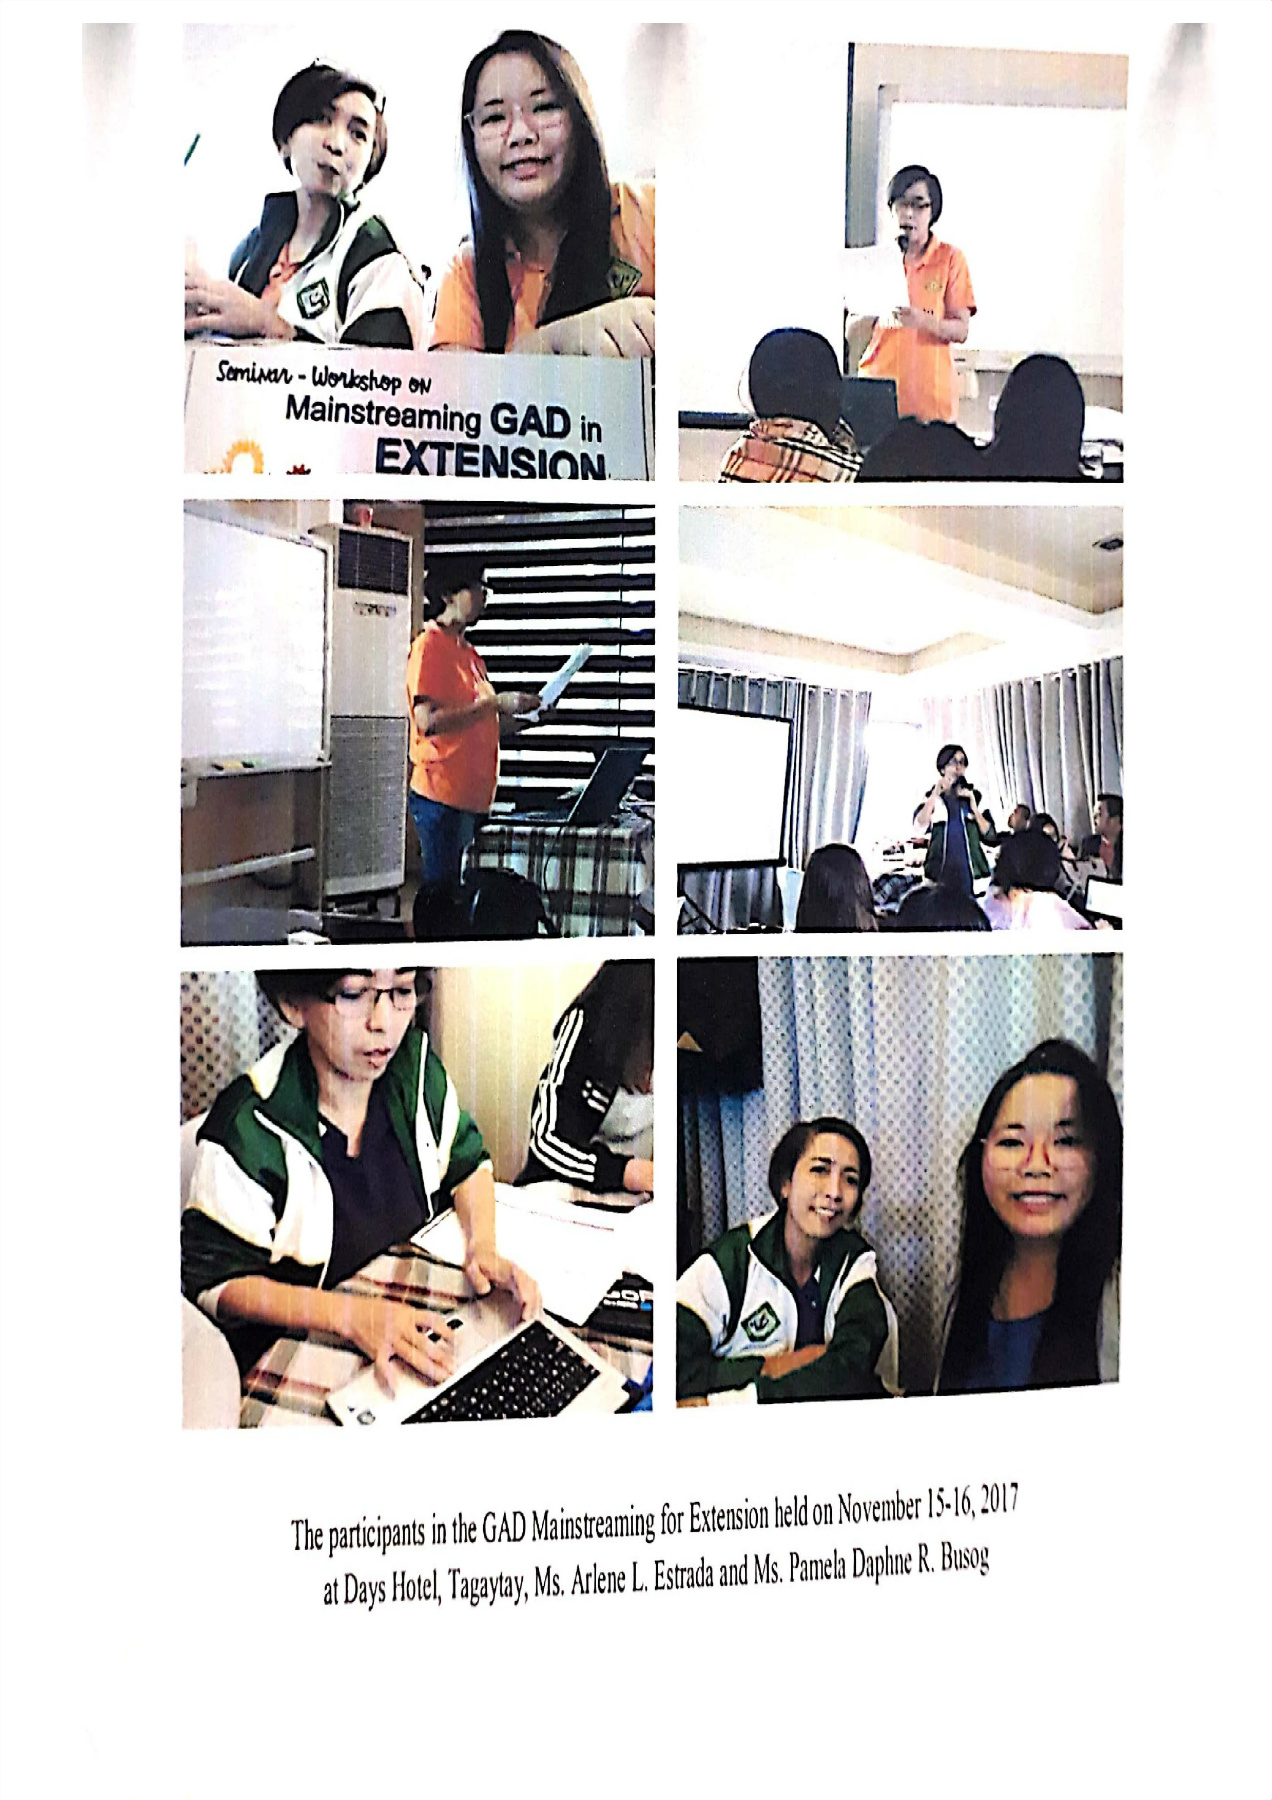 Seminar - Workshop on
Mainstreaming GAD in
EXTENSION
The participants in the GAD Mainstreaming for Extension held on November 15-16, 2017
at Days Hotel, Tagaytay, Ms. Arlene L. Estrada and Ms. Pamela Daphne R. Busog